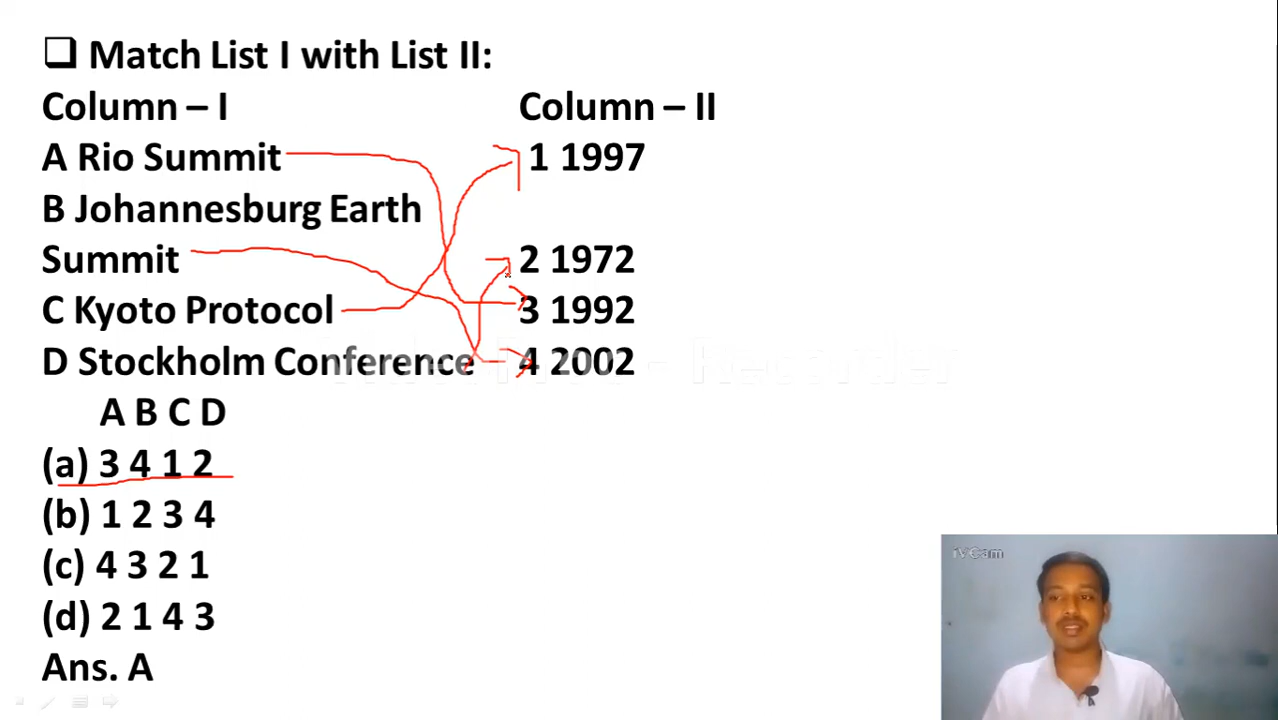 ❑ Match List I with List II:
Column – I Column – II
A Rio Summit 1 1997
B Johannesburg Earth
Summit 2 1972
C Kyoto Protocol 3 1992
D Stockholm Conference 4 2002
A B C D
(a) 3 4 1 2
(b) 1 2 3 4
(c) 4 3 2 1
(d) 2 1 4 3
Ans. A
iVCam